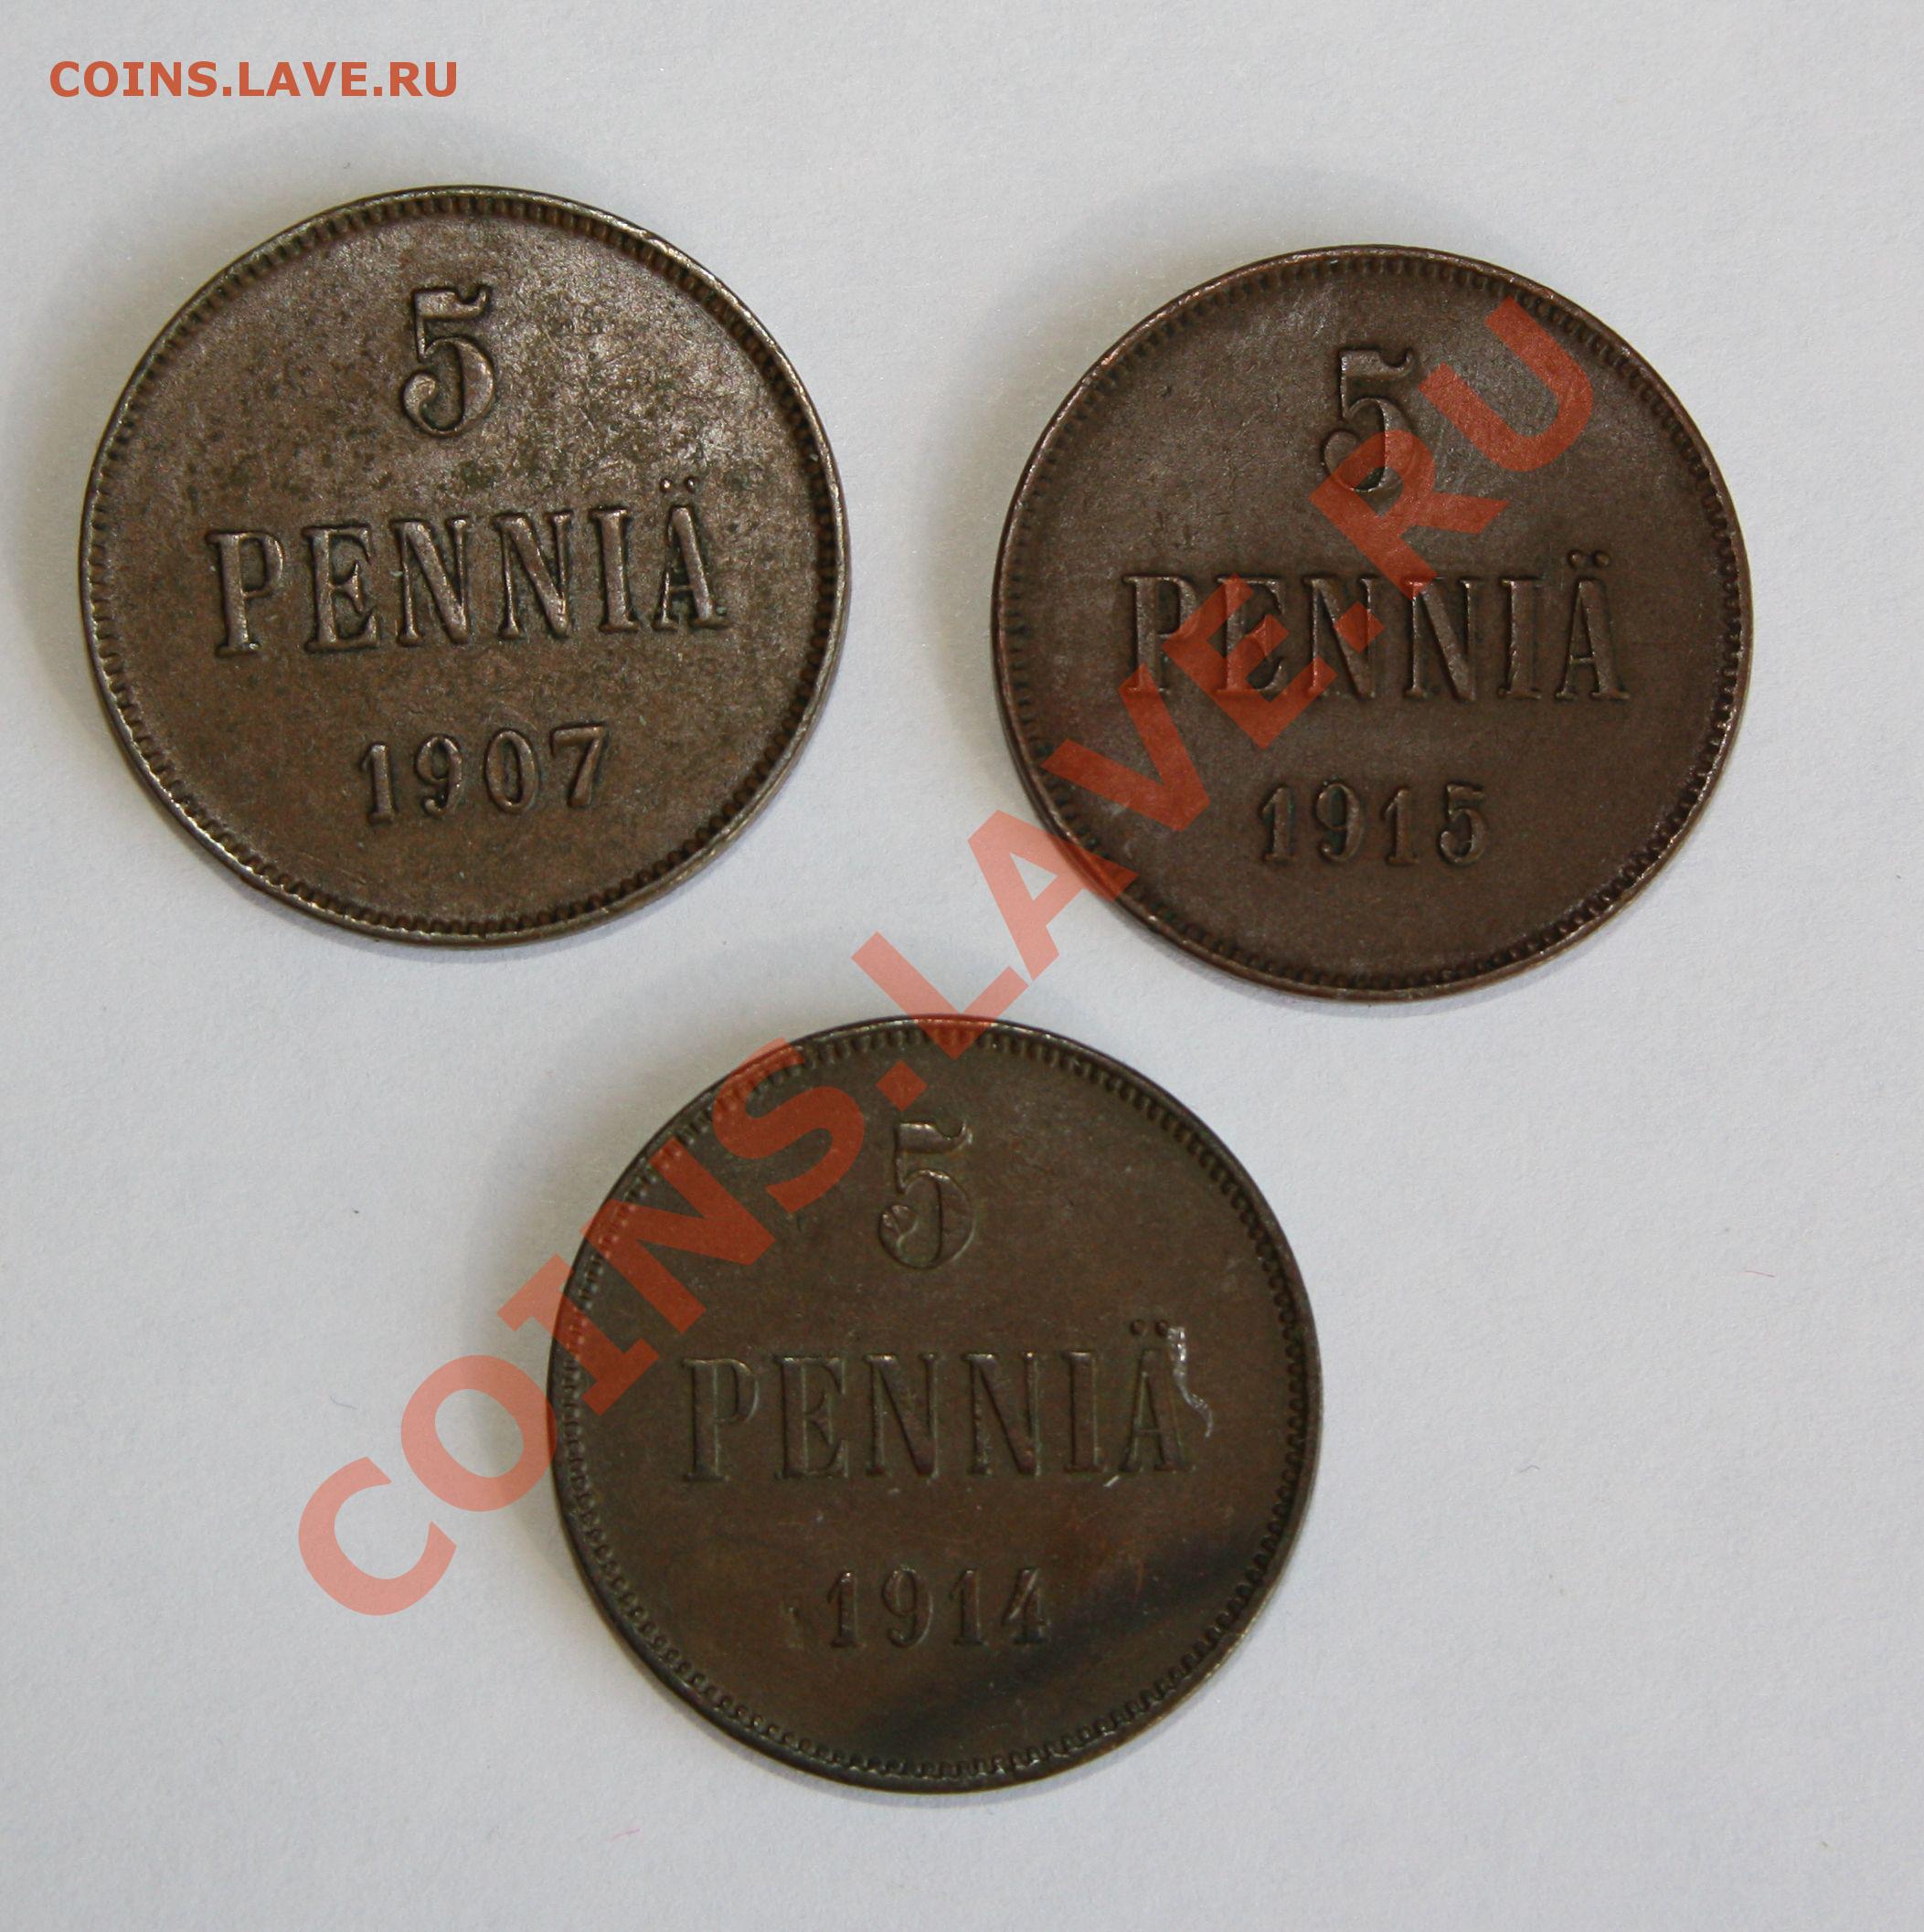 COINS.LAVE.RU
5
PENNIÄ
1907
5
PENNIÄ
1915
5
PENNIÄ
1914
COINS.LAVE.RU